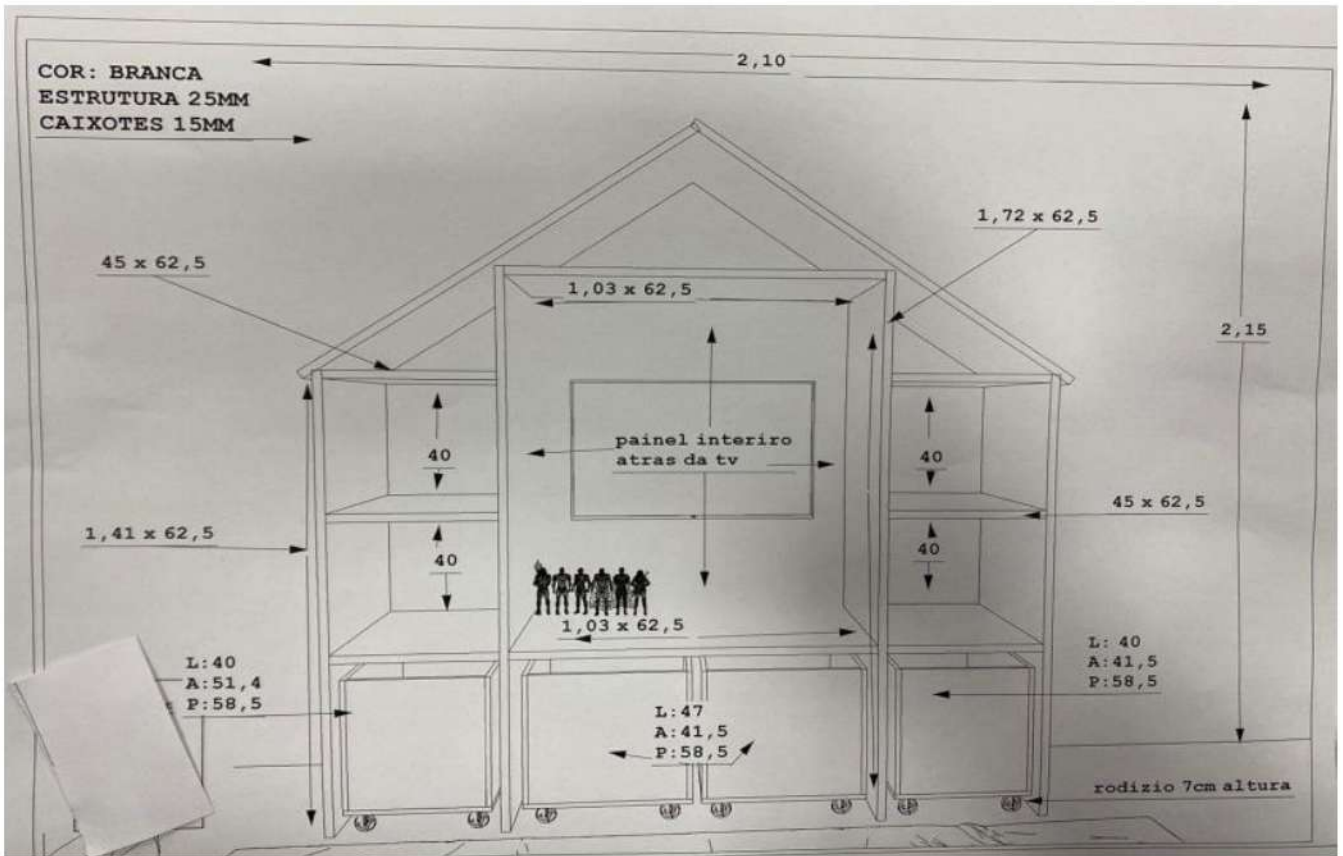 COR: BRANCA
ESTRUTURA 25MM
CAIXOTES 15MM
2,10
1,72 x 62,5
45 x 62,5
1,03 x 62,5
2,15
painel interiro
atras da tv
40
40
45 x 62,5
1,41 x 62,5
40
40
1,03 x 62,5
L:40
A:51,4
P:58,5
L: 40
A:41,5
P:58,5
L:47
A:41,5
P:58,5
rodízio 7cm altura